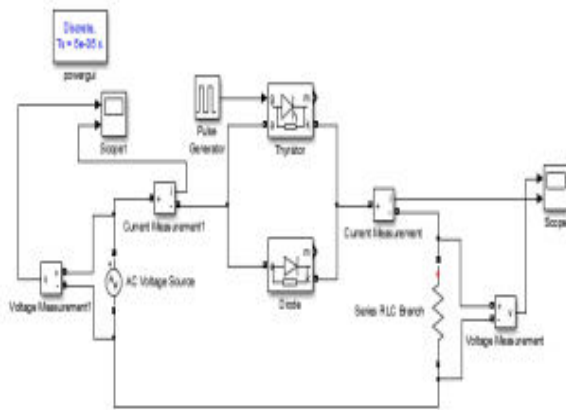 Discrete,
Ts = 5e-05 s.
powergui
Scope1
Pulse
Generator
g
m
a
k
Thyristor
i
+
-
Current Measurement1
+
i
-
Current Measurement
Scope
v
+
-
Voltage Measurement1
AC Voltage Source
a
m
k
Diode
Series RLC Branch
+
v
-
Voltage Measurement